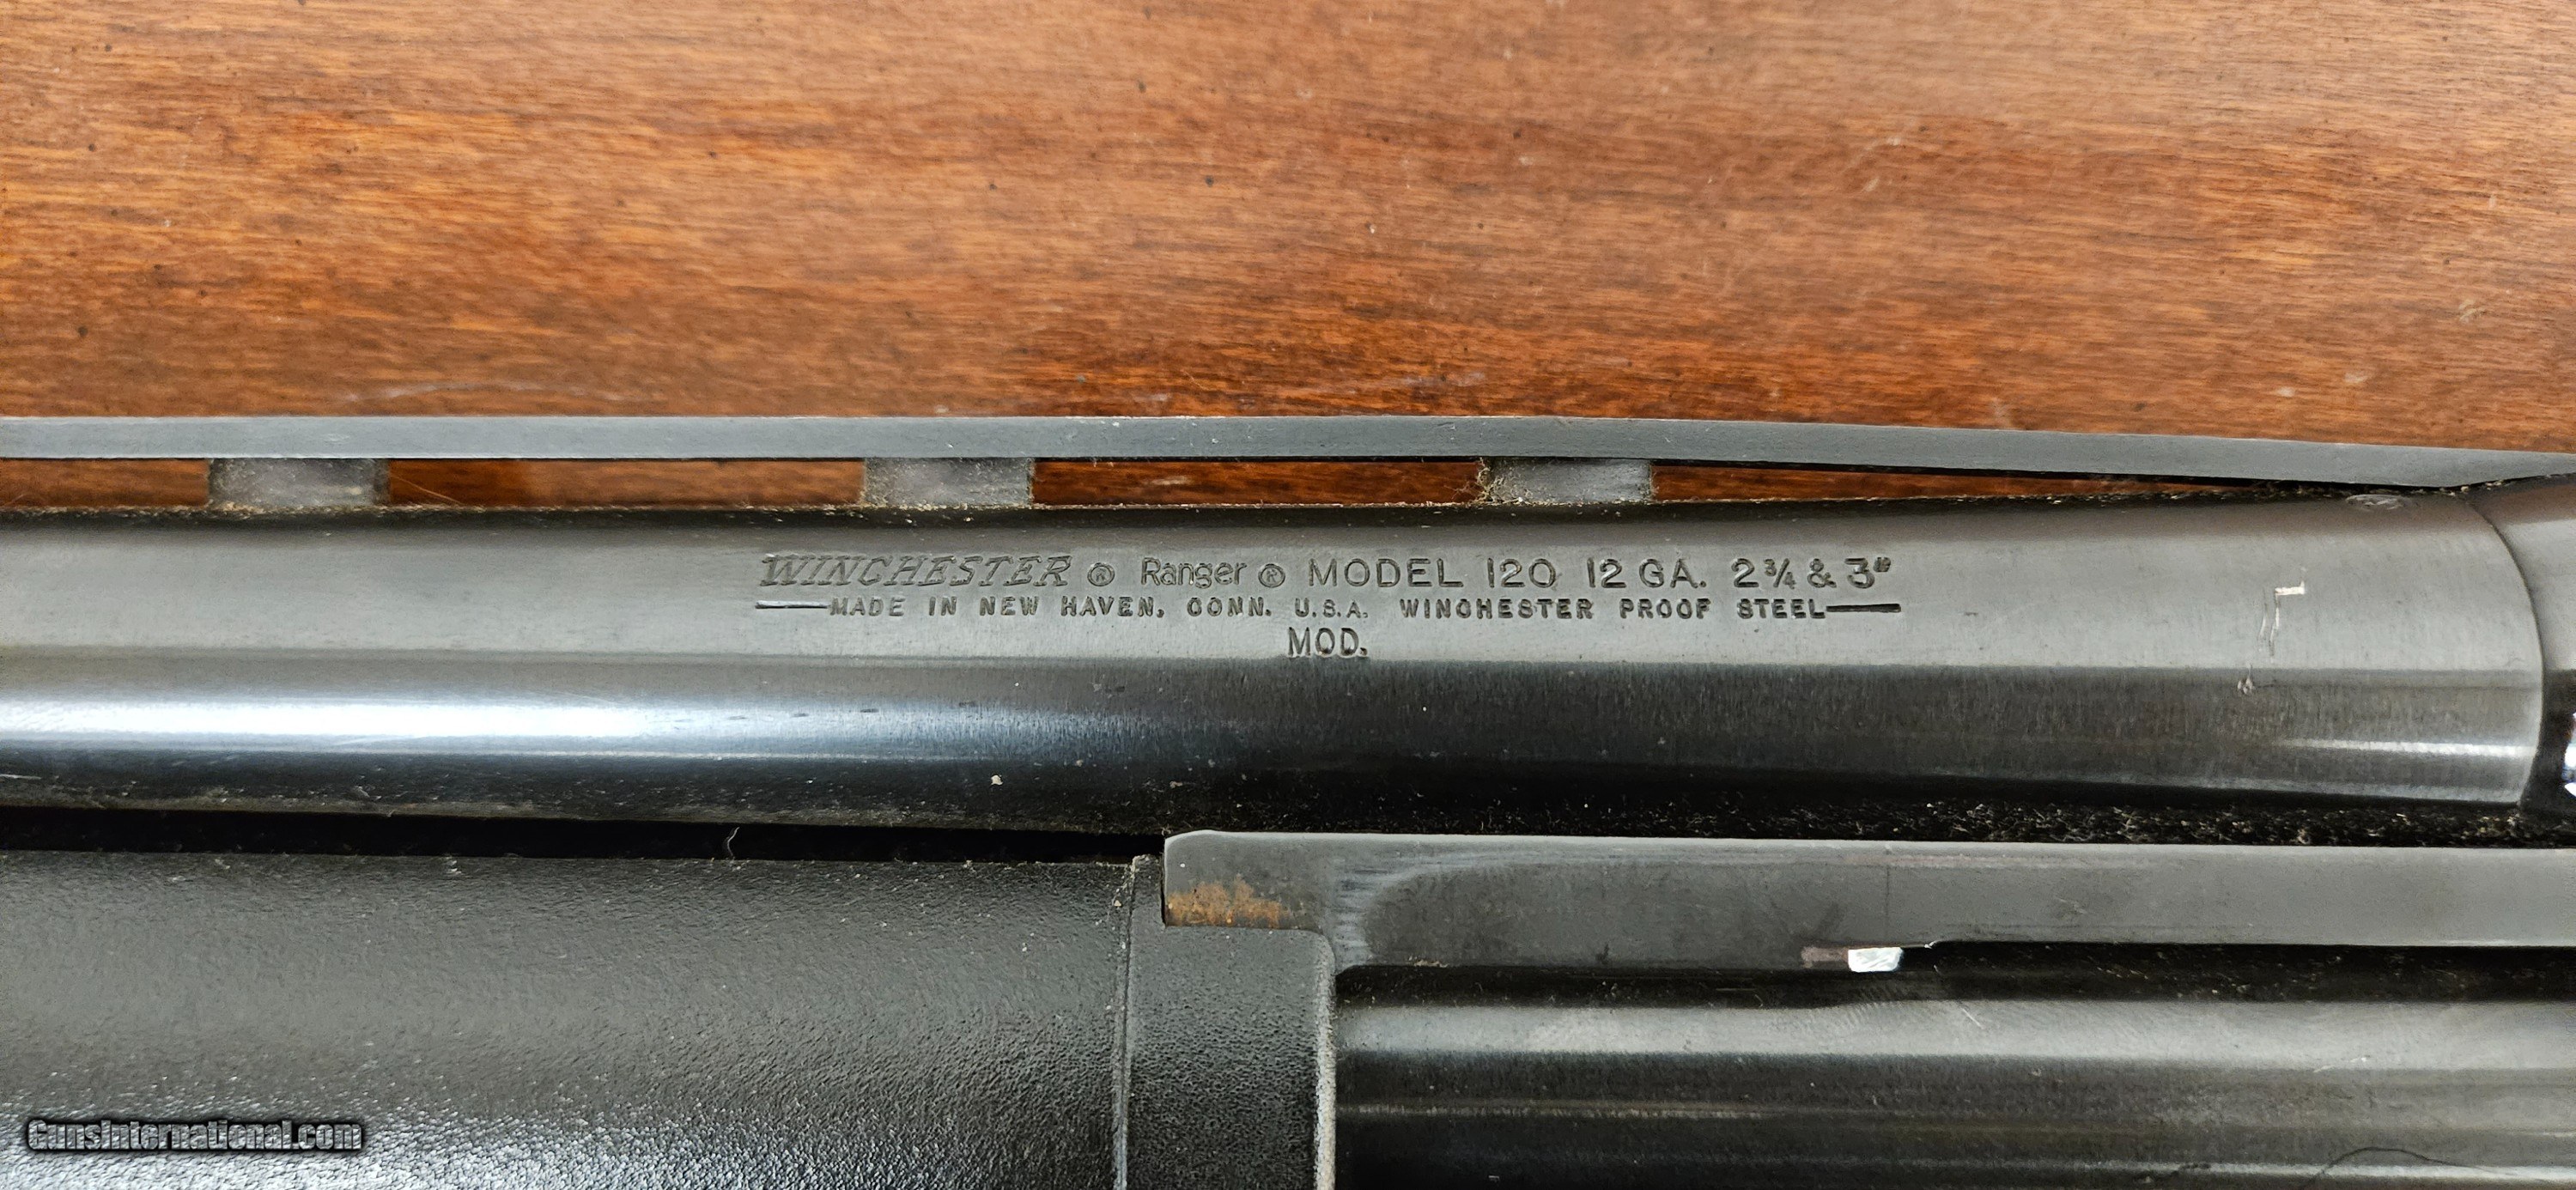 WINCHESTER ® Ranger ® MODEL 120 12 GA. 2¾ & 3"
MADE IN NEW HAVEN, CONN. U.S.A. WINCHESTER PROOF STEEL
MOD.
GunsInternational.com